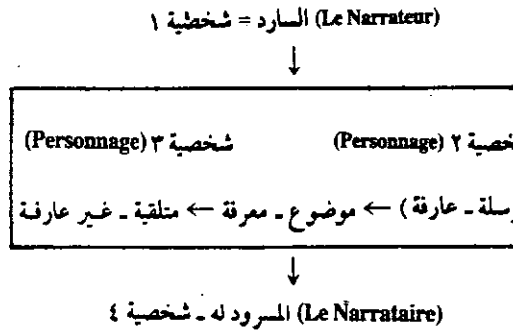 (Le Narrateur) السارد = شخصية ١
خصية ٢ (Personnage) شخصية ٣ (Personnage)
رسلة ـ عارفة) ← موضوع ـ معرفة ← متلقية ـ غير عارفة
(Le Narrataire) المسرود له ـ شخصية ٤